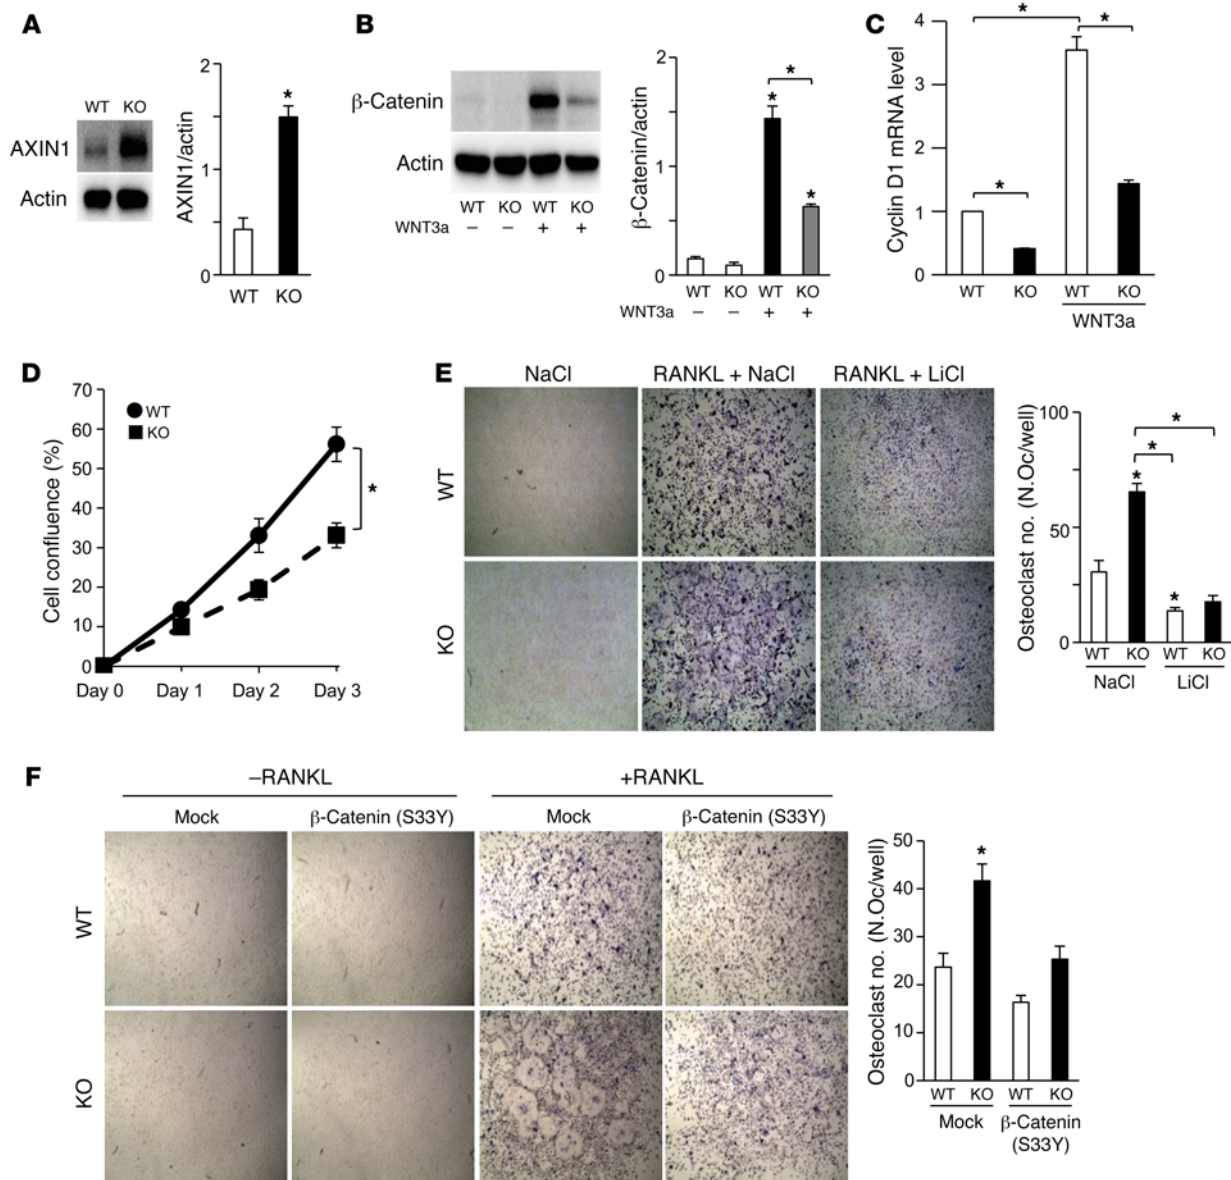 A
WT KO
AXIN1
Actin
AXIN1/actin
2
1
0
*
WT KO
B
β-Catenin
Actin
WT KO WT KO
WNT3a – – + +
β-Catenin/actin
2
1
0
*
*
*
WT KO WT KO
WNT3a – – + +
C
Cyclin D1 mRNA level
4
3
2
1
0
*
*
*
WT KO WT KO
WNT3a
D
Cell confluence (%)
70
60
50
40
30
20
10
0
WT
KO
*
Day 0 Day 1 Day 2 Day 3
E
NaCl RANKL + NaCl RANKL + LiCl
WT
KO
Osteoclast no. (N.Oc/well)
100
50
0
*
*
*
*
WT KO WT KO
NaCl LiCl
F
–RANKL +RANKL
Mock β-Catenin (S33Y) Mock β-Catenin (S33Y)
WT
KO
Osteoclast no. (N.Oc/well)
50
40
30
20
10
0
*
WT KO WT KO
Mock β-Catenin
(S33Y)